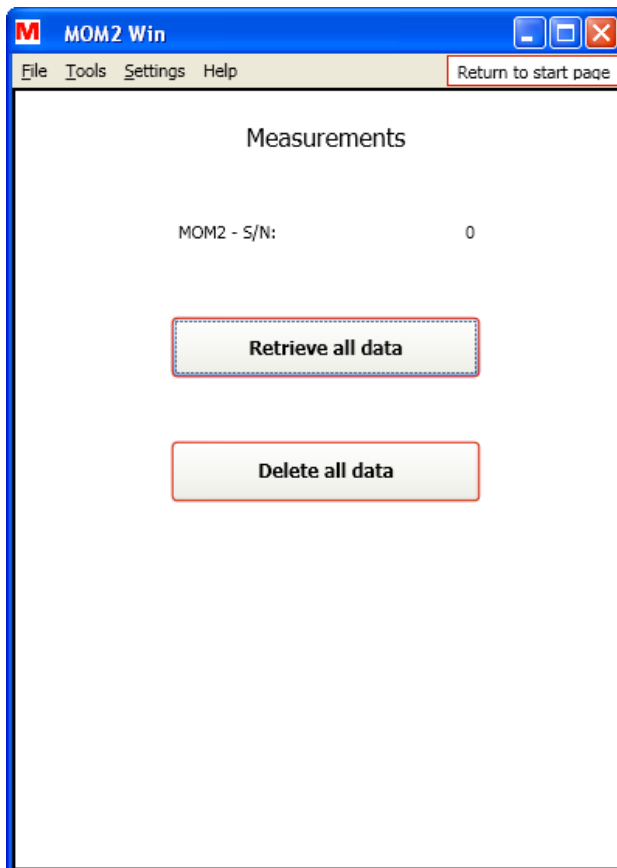 M MOM2 Win
File Tools Settings Help Return to start page
Measurements
MOM2 - S/N: 0
Retrieve all data
Delete all data